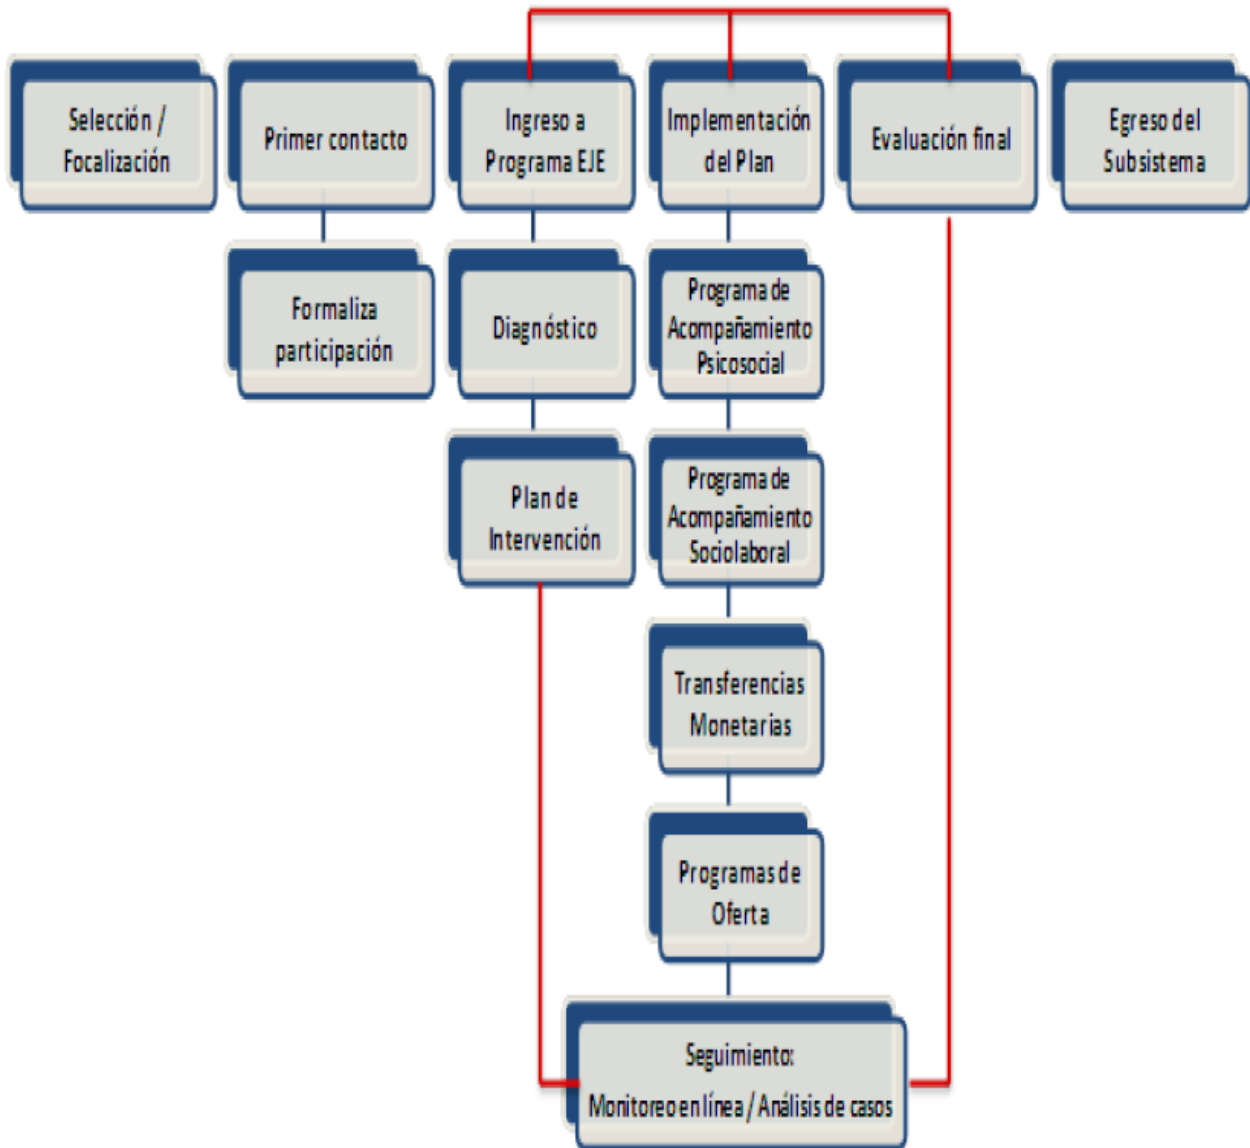 Selección /
Focalización
Primer contacto
Ingreso a
Programa EJE
Implementación
del Plan
Evaluación final
Egreso del
Subsistema
Formaliza
participación
Diagnóstico
Programa de
Acompañamiento
Psicosocial
Plan de
Intervención
Programa de
Acompañamiento
Sociolaboral
Transferencias
Monetarias
Programas de
Oferta
Seguimiento:
Monitoreo en línea / Análisis de casos